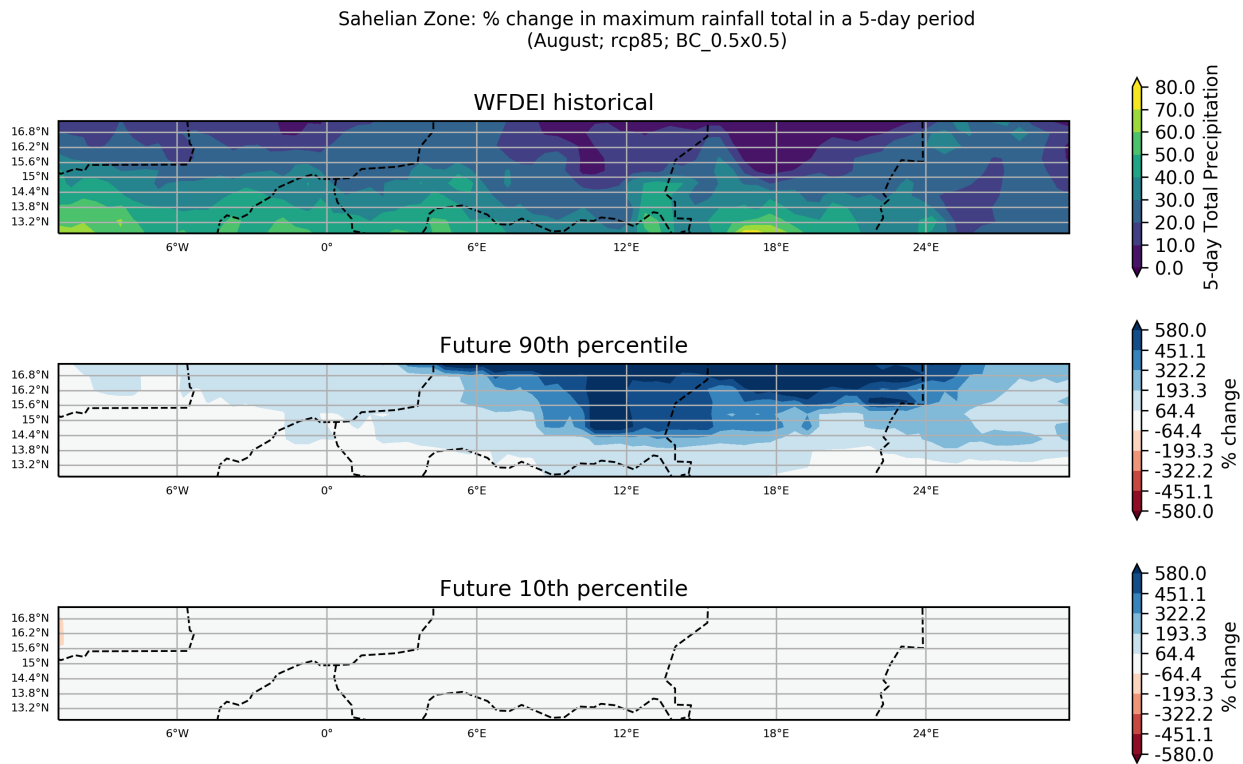 Sahelian Zone: % change in maximum rainfall total in a 5-day period
(August; rcp85; BC_0.5x0.5)
WFDEI historical
16.8°N
16.2°N
15.6°N
15°N
14.4°N
13.8°N
13.2°N
6°W
0°
6°E
12°E
18°E
24°E
80.0
70.0
60.0
50.0
40.0
30.0
20.0
10.0
0.0
5-day Total Precipitation
Future 90th percentile
16.8°N
16.2°N
15.6°N
15°N
14.4°N
13.8°N
13.2°N
6°W
0°
6°E
12°E
18°E
24°E
580.0
451.1
322.2
193.3
64.4
-64.4
-193.3
-322.2
-451.1
-580.0
% change
Future 10th percentile
16.8°N
16.2°N
15.6°N
15°N
14.4°N
13.8°N
13.2°N
6°W
0°
6°E
12°E
18°E
24°E
580.0
451.1
322.2
193.3
64.4
-64.4
-193.3
-322.2
-451.1
-580.0
% change